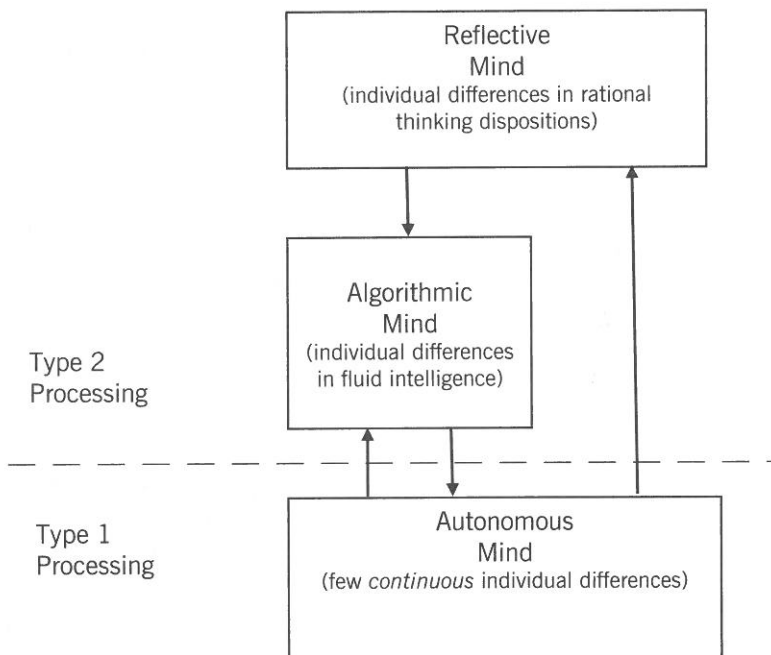 Reflective
Mind
(individual differences in rational
thinking dispositions)
Algorithmic
Mind
(individual differences
in fluid intelligence)
Type 2
Processing
Type 1
Processing
Autonomous
Mind
(few continuous individual differences)